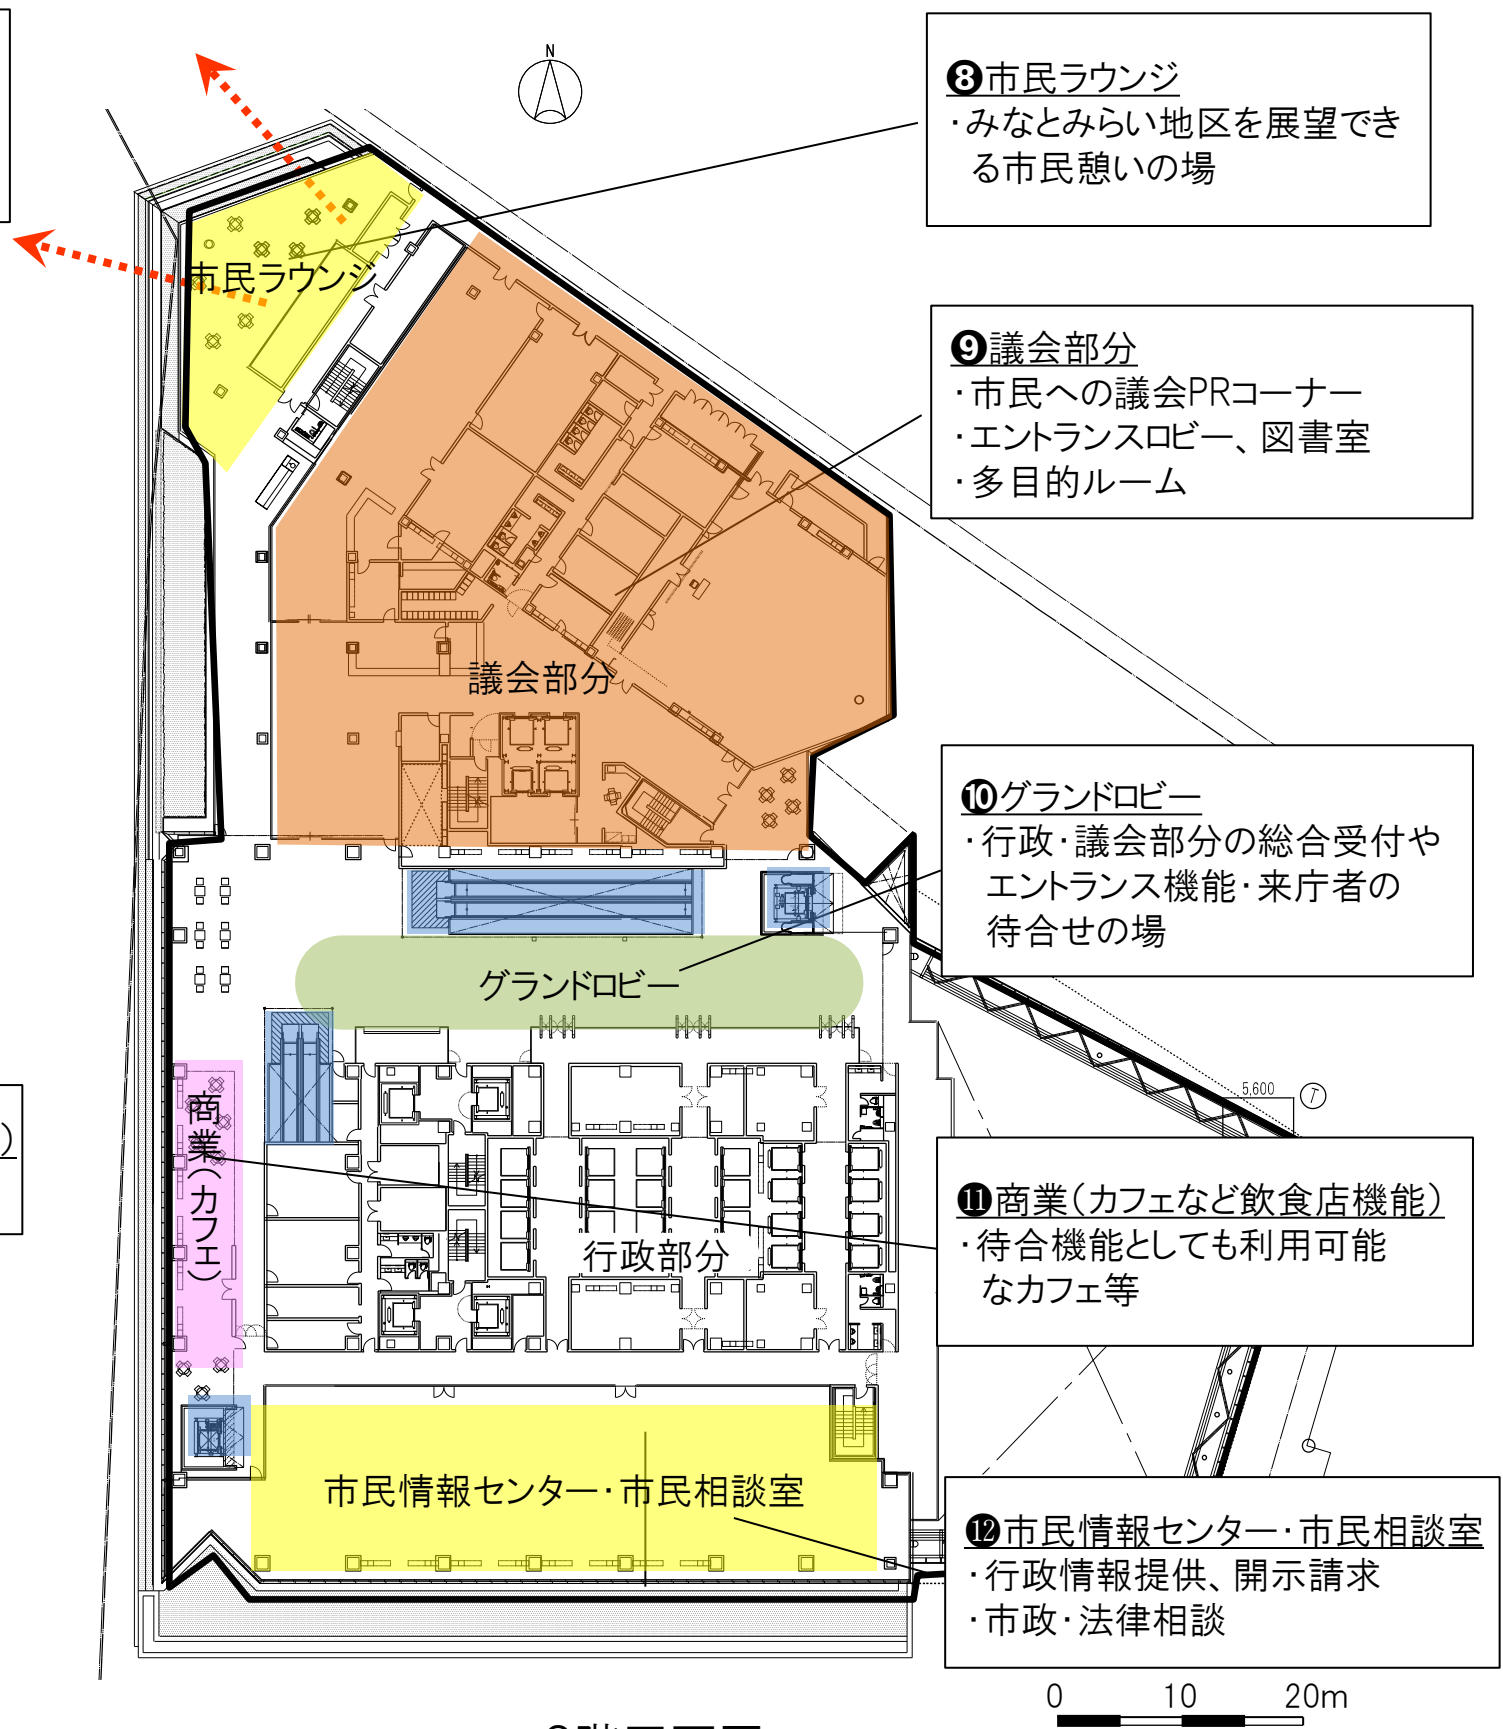 N
❽市民ラウンジ
・みなとみらい地区を展望でき
る市民憩いの場
市民ラウンジ
❾議会部分
・市民への議会PRコーナー
・エントランスロビー、図書室
・多目的ルーム
議会部分
❿グランドロビー
・行政・議会部分の総合受付や
エントランス機能・来庁者の
待合せの場
グランドロビー
5,600
T
)
商業(カフェ)
⓫商業(カフェなど飲食店機能)
・待合機能としても利用可能
なカフェ等
行政部分
市民情報センター・市民相談室
⓬市民情報センター・市民相談室
・行政情報提供、開示請求
・市政・法律相談
0 10 20m